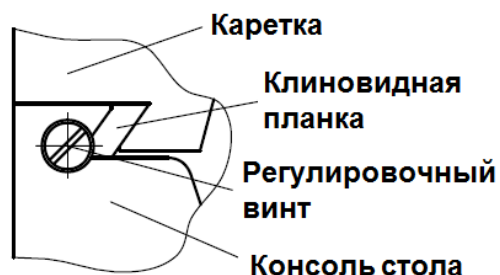 Каретка
Клиновидная
планка
Регулировочный
винт
Консоль стола